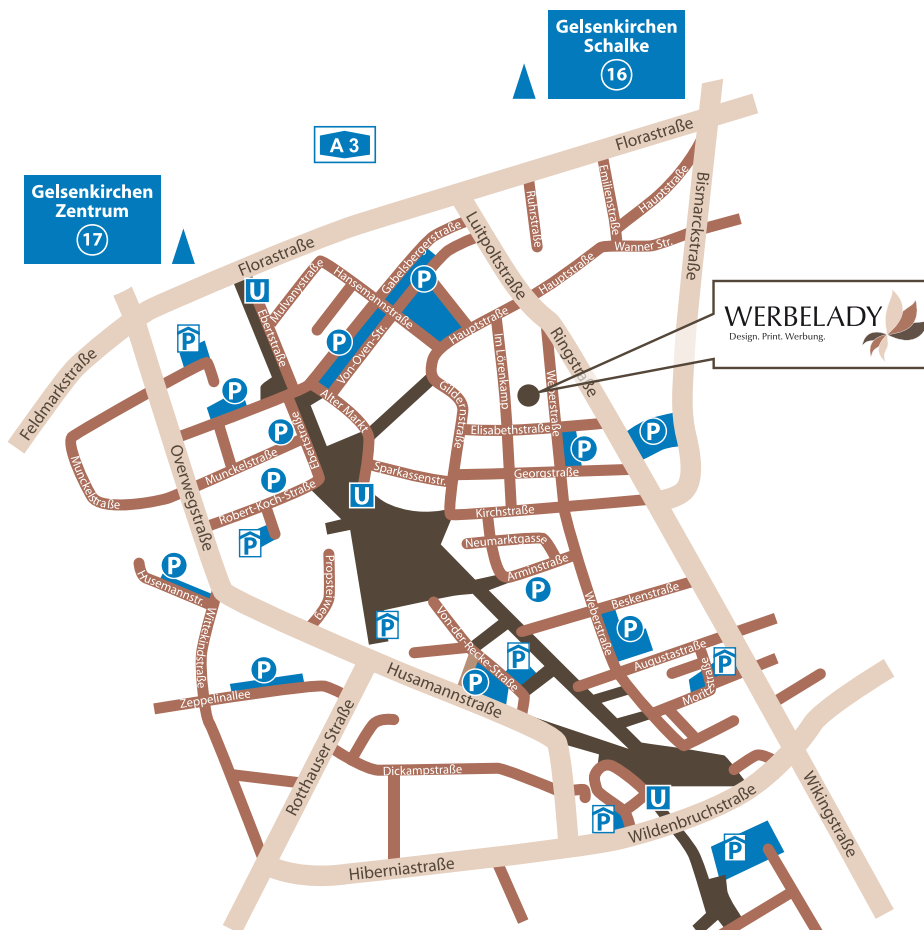 Gelsenkirchen
Schalke
16
A 3
Gelsenkirchen
Zentrum
17
Florastraße
Florastraße
Feldmarkstraße
Bismarckstraße
Luitpoltstraße
Ringstraße
Ruhrstraße
Emilienstraße
Hauptstraße
Wanner Str.
Hauptstraße
Hauptstraße
Gabelsbergerstraße
Hansemannstraße
Mulvanystraße
Von-Oven-Str.
Ebertstraße
U
P
P
P
P
P
P
P
WERBELADY
Design. Print. Werbung.
Im Lörenkamp
Weberstraße
Gildernstraße
Alter Markt
Elisabethstraße
P
P
Georgstraße
Sparkassenstr.
Kirchstraße
U
Ebertstraße
Munckelstraße
Munckelstraße
Robert-Koch-Straße
Overwegstraße
P
P
Husemannstr.
Neumarktgasse
Arminstraße
P
Propsteiweg
Wittekindstraße
P
Von-der-Recke-Straße
P
P
Beskenstraße
Weberstraße
P
Augustastraße
Moritzstraße
P
P
Zeppelinallee
Husamannstraße
Rotthauser Straße
Dickampstraße
Hiberniastraße
P
U
Wildenbruchstraße
Wikingstraße
P